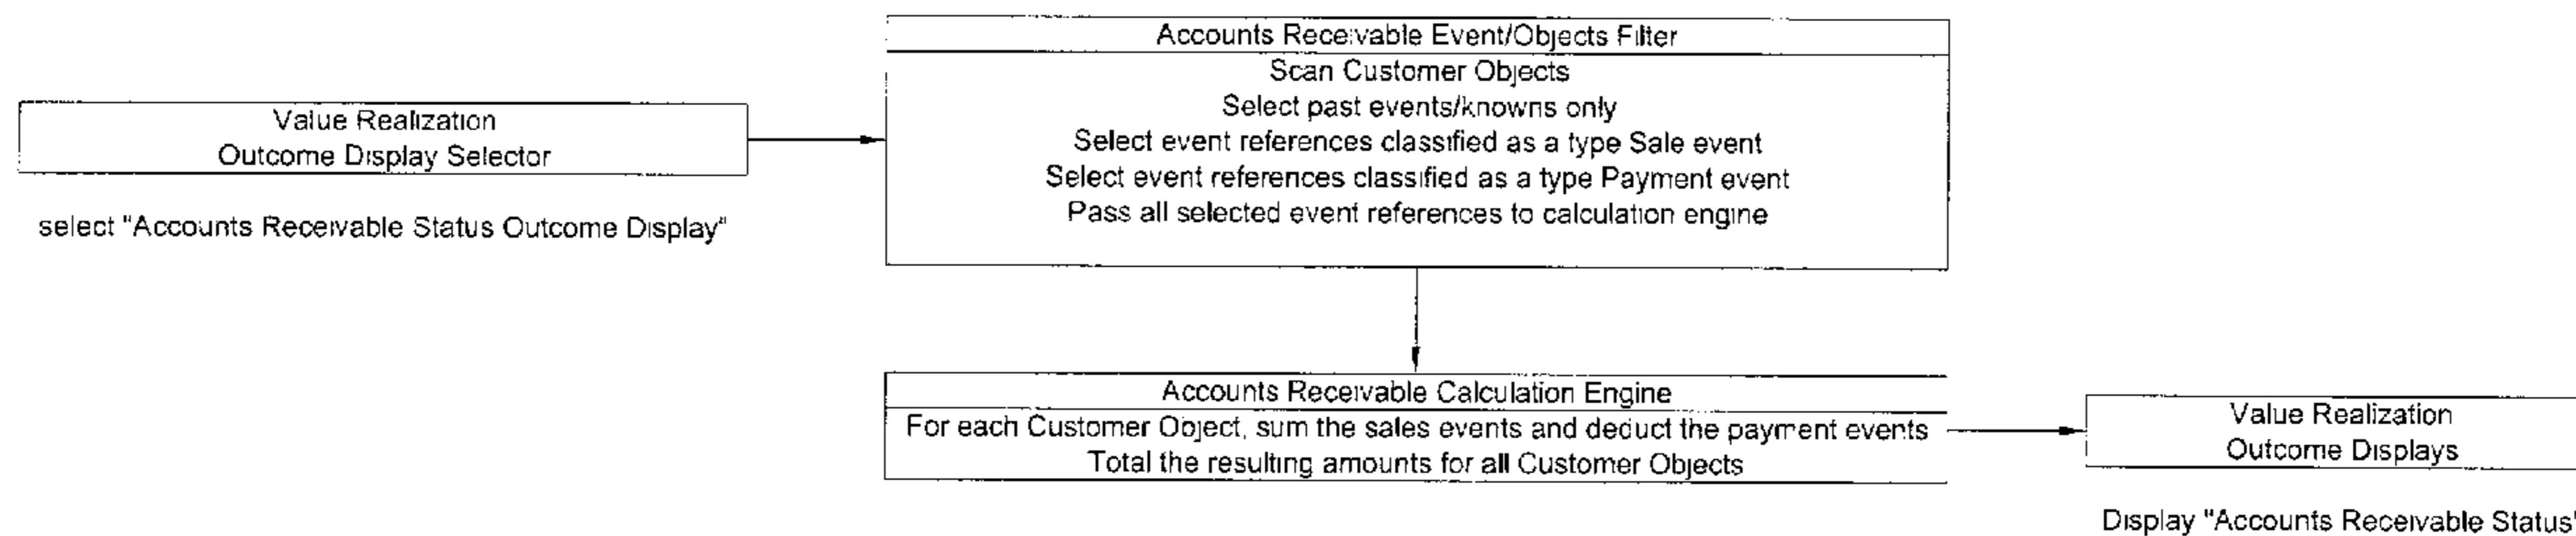 Value Realization
Outcome Display Selector
select "Accounts Receivable Status Outcome Display"
Accounts Receivable Event/Objects Filter
Scan Customer Objects
Select past events/knowns only
Select event references classified as a type Sale event
Select event references classified as a type Payment event
Pass all selected event references to calculation engine
Accounts Receivable Calculation Engine
For each Customer Object, sum the sales events and deduct the payment events
Total the resulting amounts for all Customer Objects
Value Realization
Outcome Displays
Display "Accounts Receivable Status"